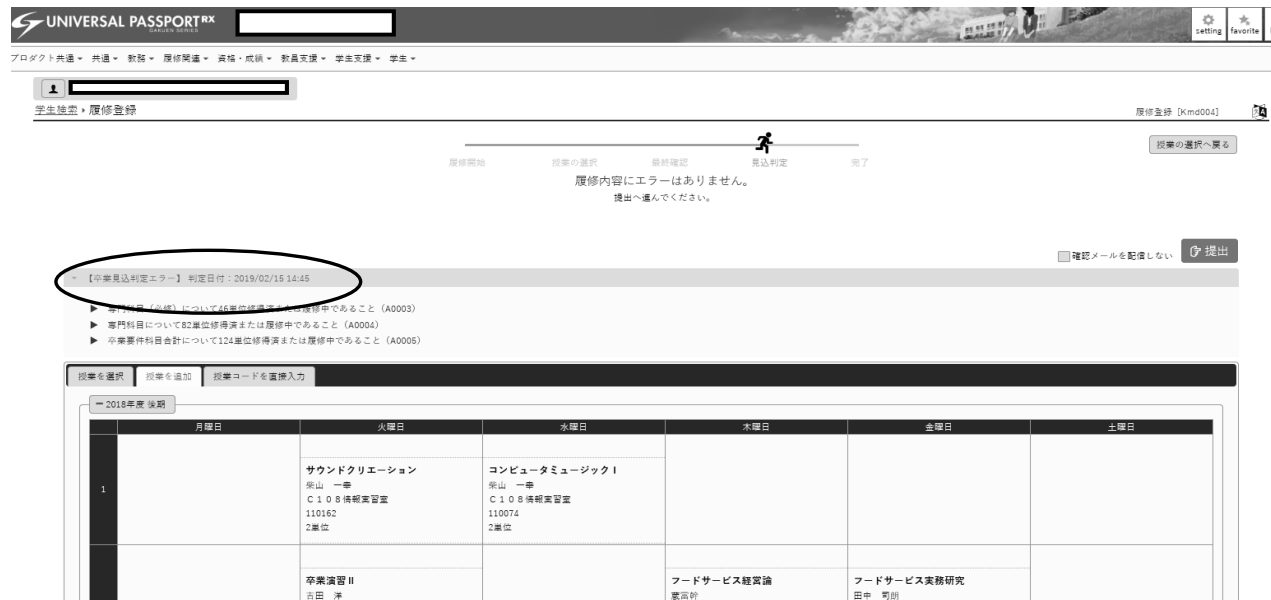 UNIVERSAL PASSPORT RX
GAKUEN SERIES
setting
favorite
プロダクト共通 共通 教務 履修関連 資格・成績 教員支援 学生支援 学生
学生検索 履修登録
履修登録 [Kmd004]
授業の選択へ戻る
履修開始 授業の選択 最終確認 見込判定 完了
履修内容にエラーはありません。
提出へ進んでください。
確認メールを配信しない
提出
【卒業見込判定エラー】 判定日付:2019/02/15 14:45
専門科目(必修)について46単位修得済または履修中であること(A0003)
専門科目について82単位修得済または履修中であること(A0004)
卒業要件科目合計について124単位修得済または履修中であること(A0005)
授業を選択 授業を追加 授業コードを直接入力
2018年度 後期
月曜日 火曜日 水曜日 木曜日 金曜日 土曜日
1
サウンドクリエーション
柴山 一幸
C108情報実習室
110162
2単位
コンピュータミュージックⅠ
柴山 一幸
C108情報実習室
110074
2単位
卒業演習Ⅱ
吉田 洋
フードサービス経営論
蔵冨幹
フードサービス実務研究
田中 司朗